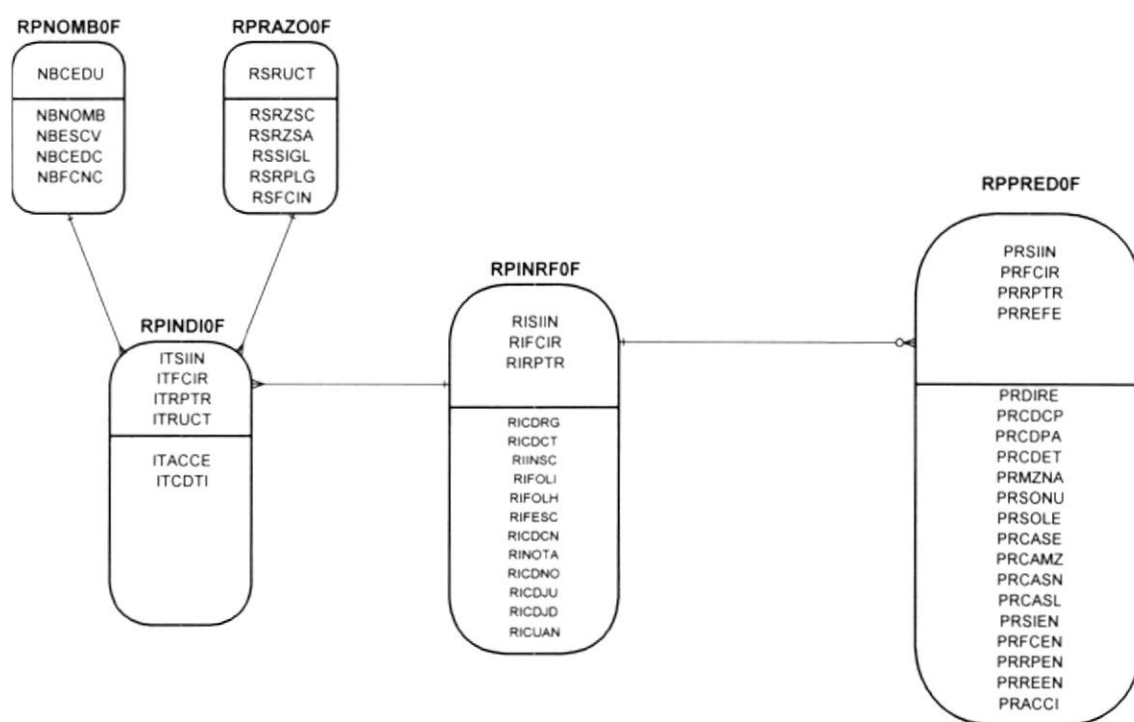 RPNOMB0F
NBCEDU
NBNOMB
NBESCV
NBCEDC
NBFCNC
RPRAZO0F
RSRUCT
RSRZSC
RSRZSA
RSSIGL
RSRPLG
RSFCIN
RPINDI0F
ITSIIN
ITFCIR
ITRPTR
ITRUCT
ITACCE
ITCDTI
RPINRF0F
RISIIN
RIFCIR
RIRPTR
RICDRG
RICDCT
RIINSC
RIFOLI
RIFOLH
RIFESC
RICDCN
RINOTA
RICDNO
RICDJU
RICDJD
RICUAN
RPPRED0F
PRSIIN
PRFCIR
PRRPTR
PRREFE
PRDIRE
PRCDCP
PRCDPA
PRCDET
PRMZNA
PRSONU
PRSOLE
PRCASE
PRCAMZ
PRCASN
PRCASL
PRSIEN
PRFCEN
PRRPEN
PRREEN
PRACCI